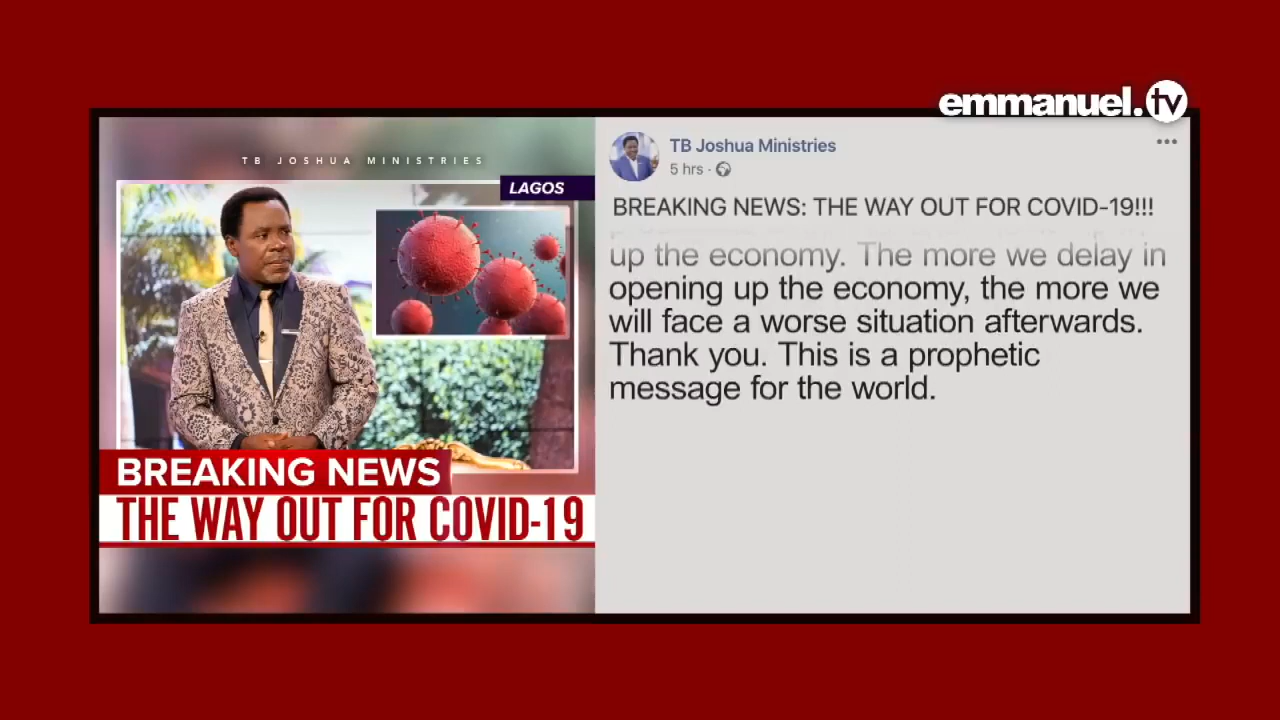 emmanuel.tv
TB JOSHUA MINISTRIES
LAGOS
BREAKING NEWS
THE WAY OUT FOR COVID-19
TB Joshua Ministries
5 hrs ·
BREAKING NEWS: THE WAY OUT FOR COVID-19!!!
up the economy. The more we delay in
opening up the economy, the more we
will face a worse situation afterwards.
Thank you. This is a prophetic
message for the world.